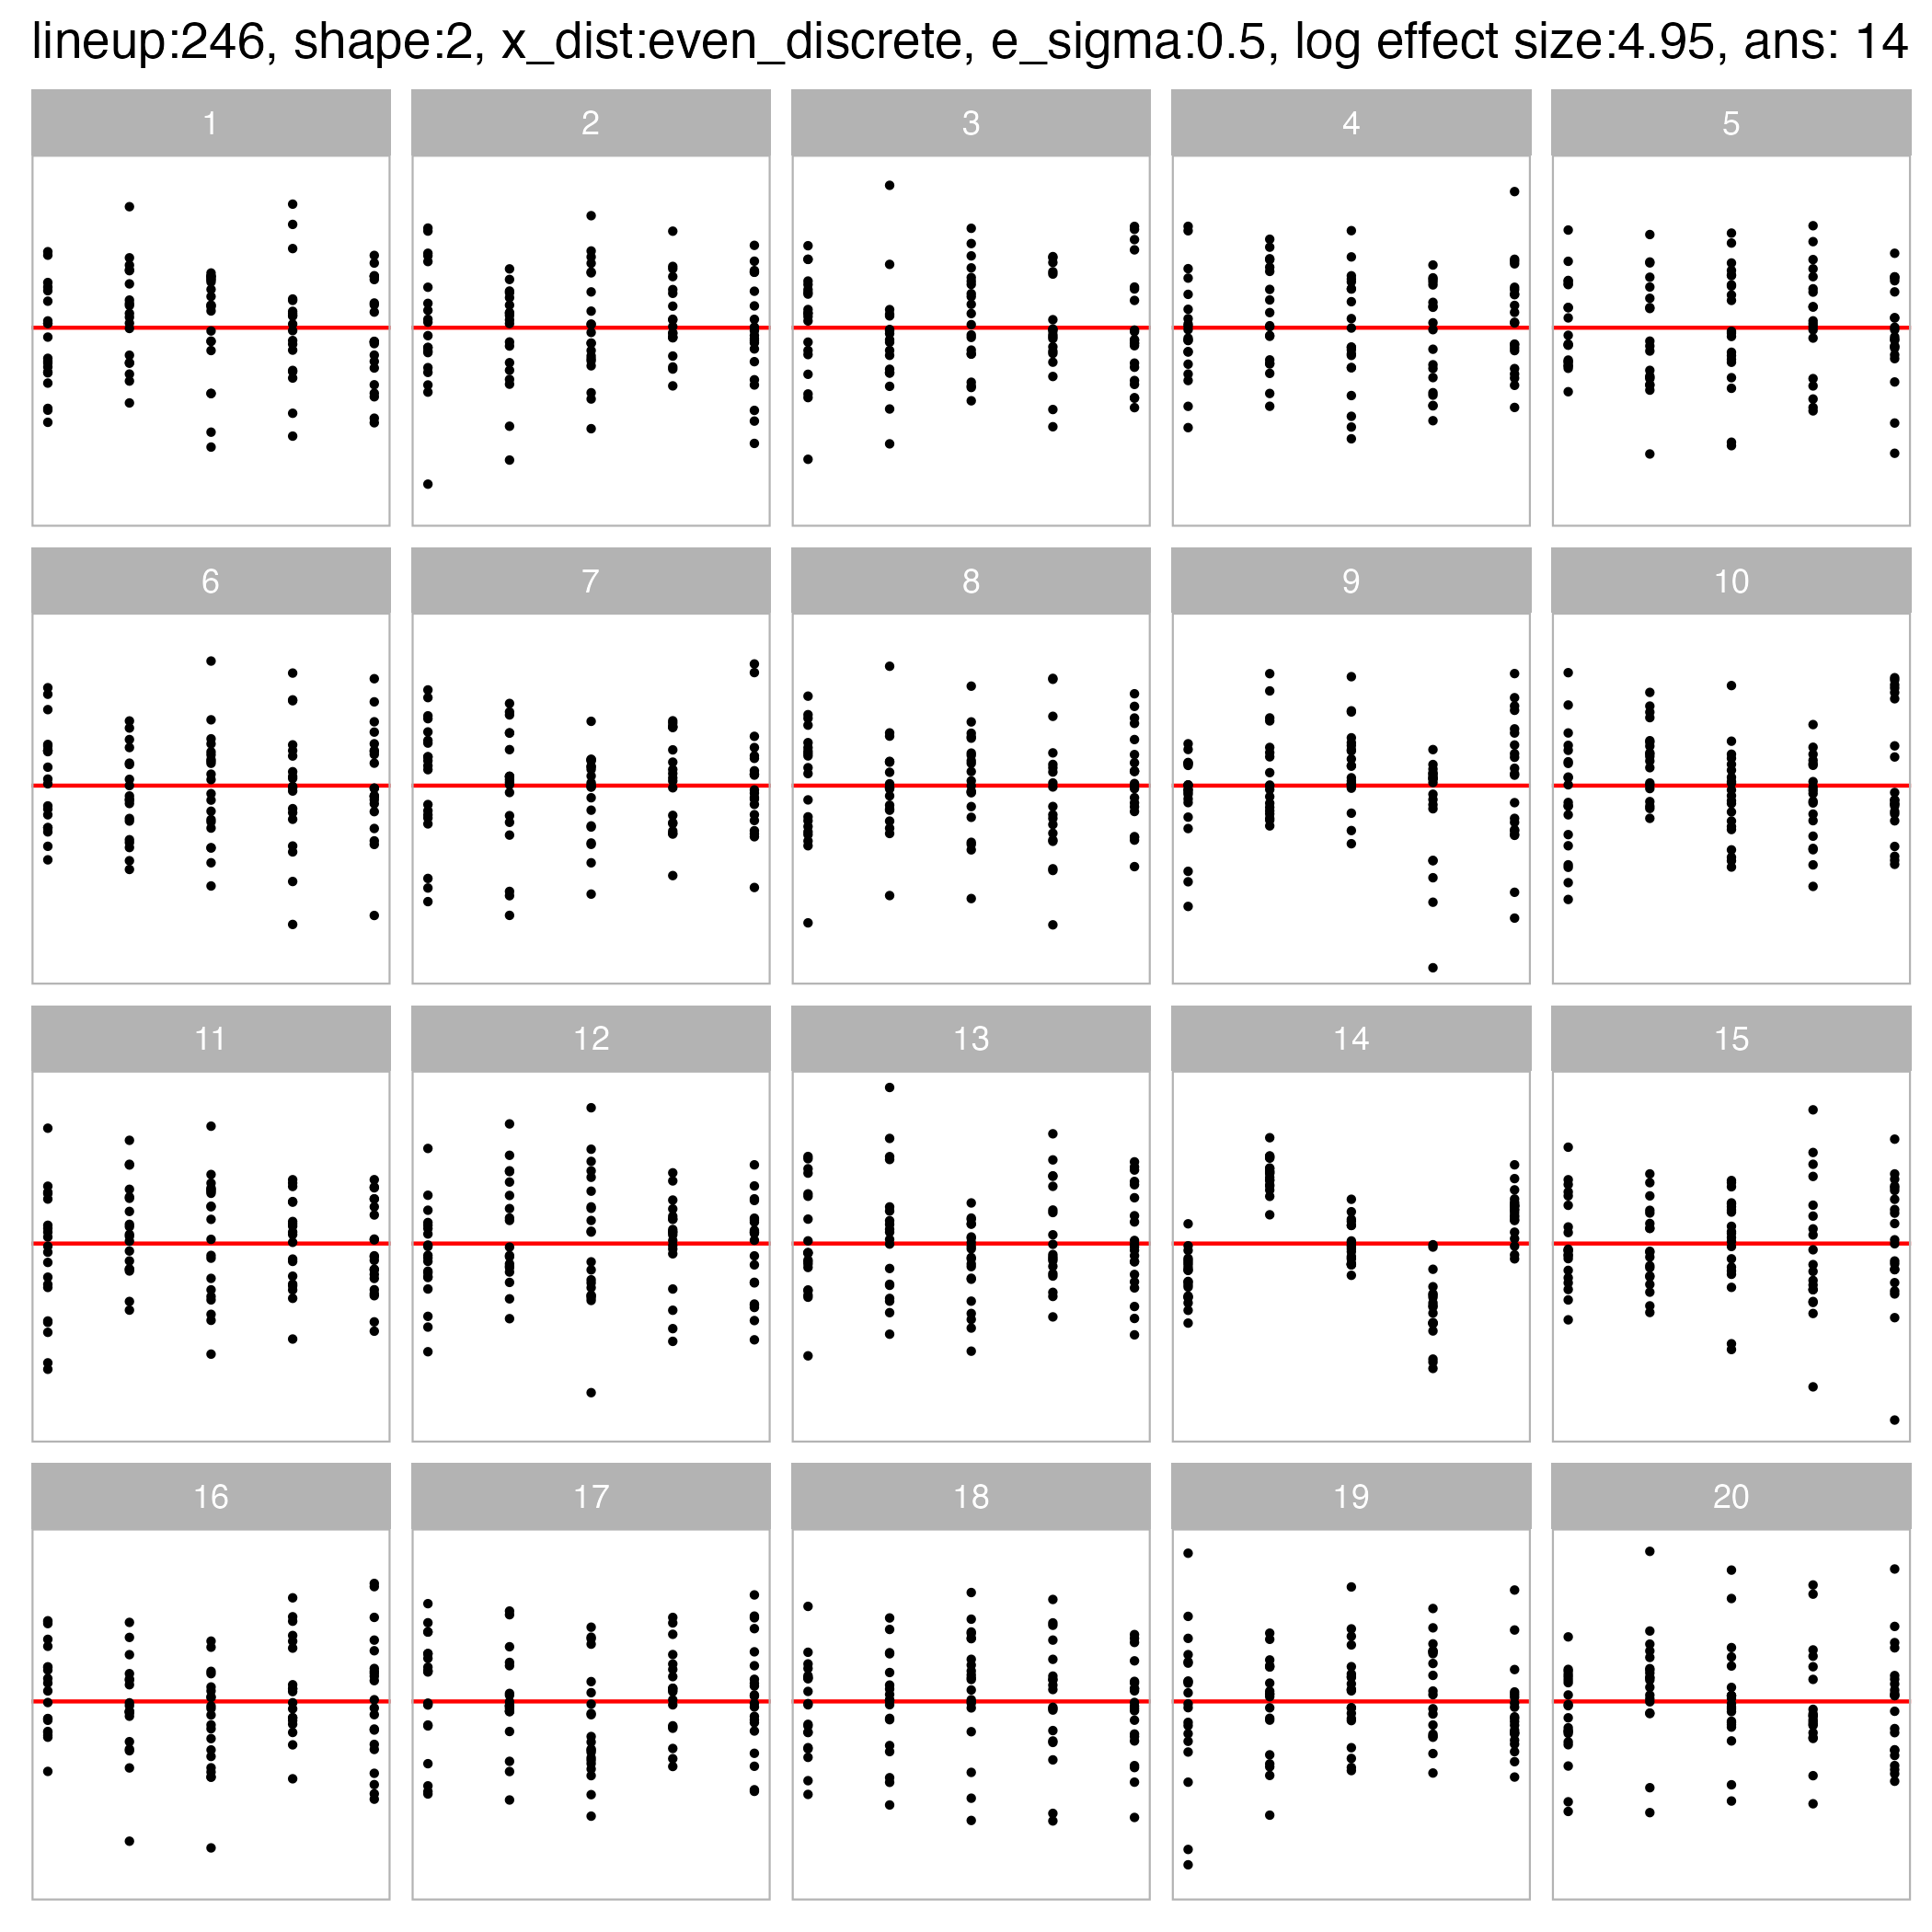 lineup:246, shape:2, x_dist:even_discrete, e_sigma:0.5, log effect size:4.95, ans: 14
1 2 3 4 5
6 7 8 9 10
11 12 13 14 15
16 17 18 19 20